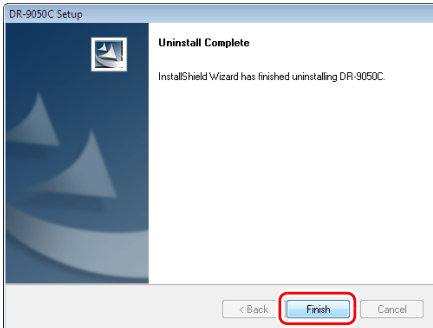 DR-9050C Setup
Uninstall Complete
InstallShield Wizard has finished uninstalling DR-9050C.
< Back Finish Cancel